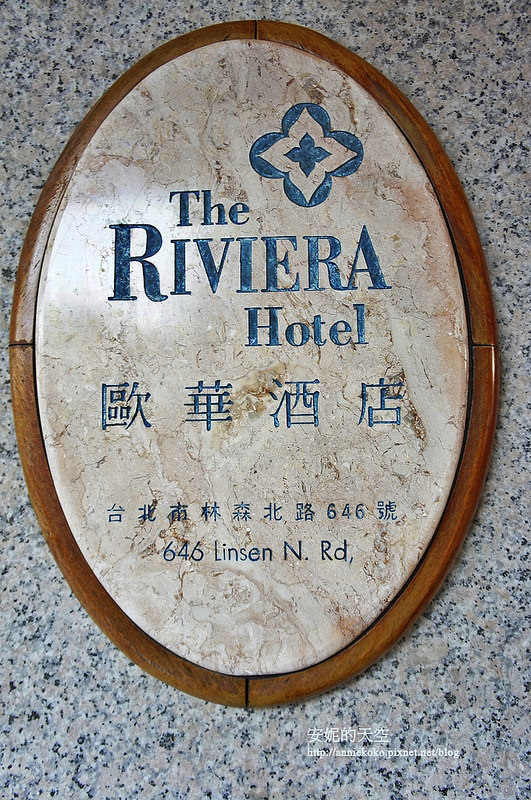 The
RIVIERA
Hotel
歐華酒店
台北市林森北路646號
646 Linsen N. Rd,
安妮的天空
http://anniekoko.pixnet.net/blog